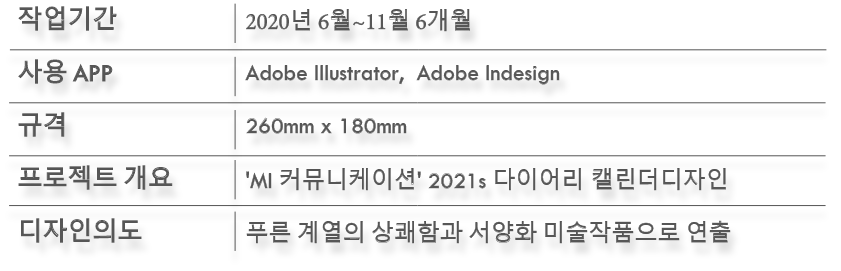 작업기간 2020년 6월~11월 6개월
사용 APP Adobe Illustrator, Adobe Indesign
규격 260mm x 180mm
프로젝트 개요 'MI 커뮤니케이션' 2021s 다이어리 캘린더디자인
디자인의도 푸른 계열의 상쾌함과 서양화 미술작품으로 연출